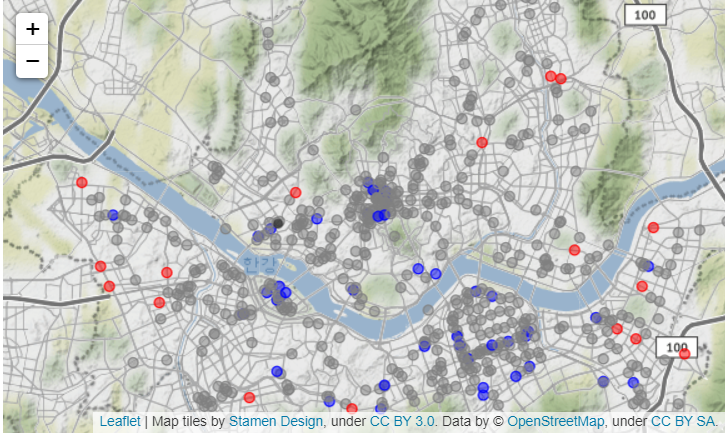 +
100
−
100
Leaflet | Map tiles by Stamen Design, under CC BY 3.0. Data by © OpenStreetMap, under CC BY SA.